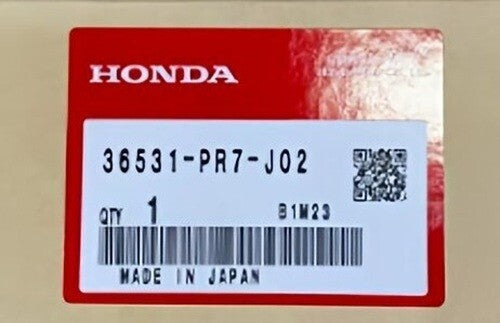 HONDA
36531-PR7-J02
QTY 1 B1M23
MADE IN JAPAN